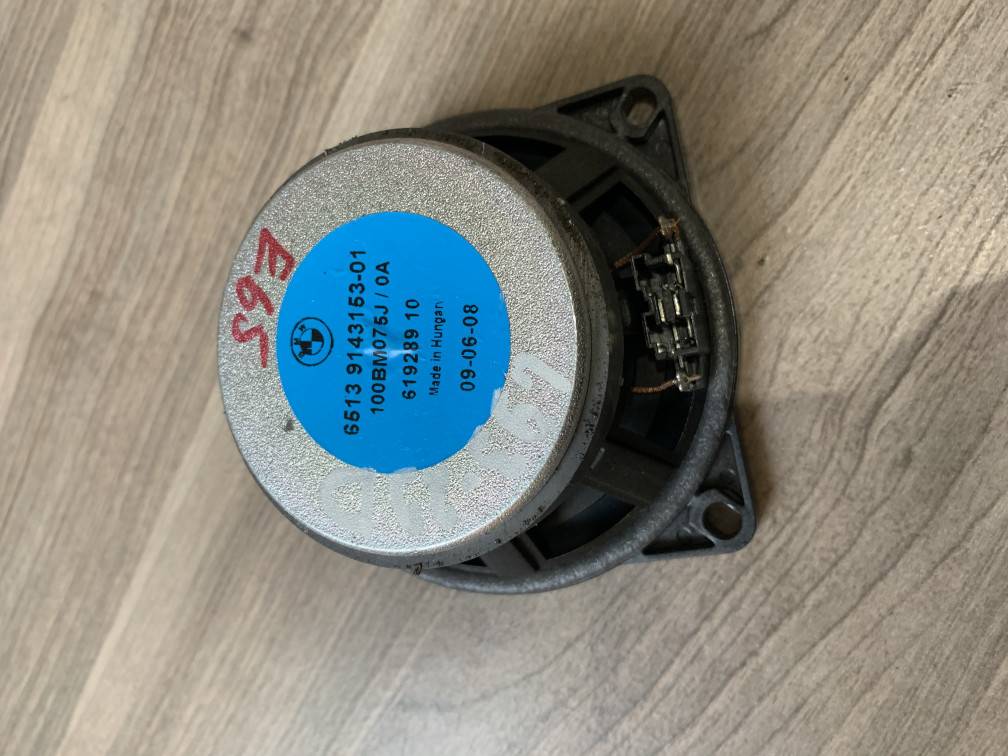 E65
6513 9143153-01
100BM075J / 0A
619289 10
Made in Hungary
09-06-08